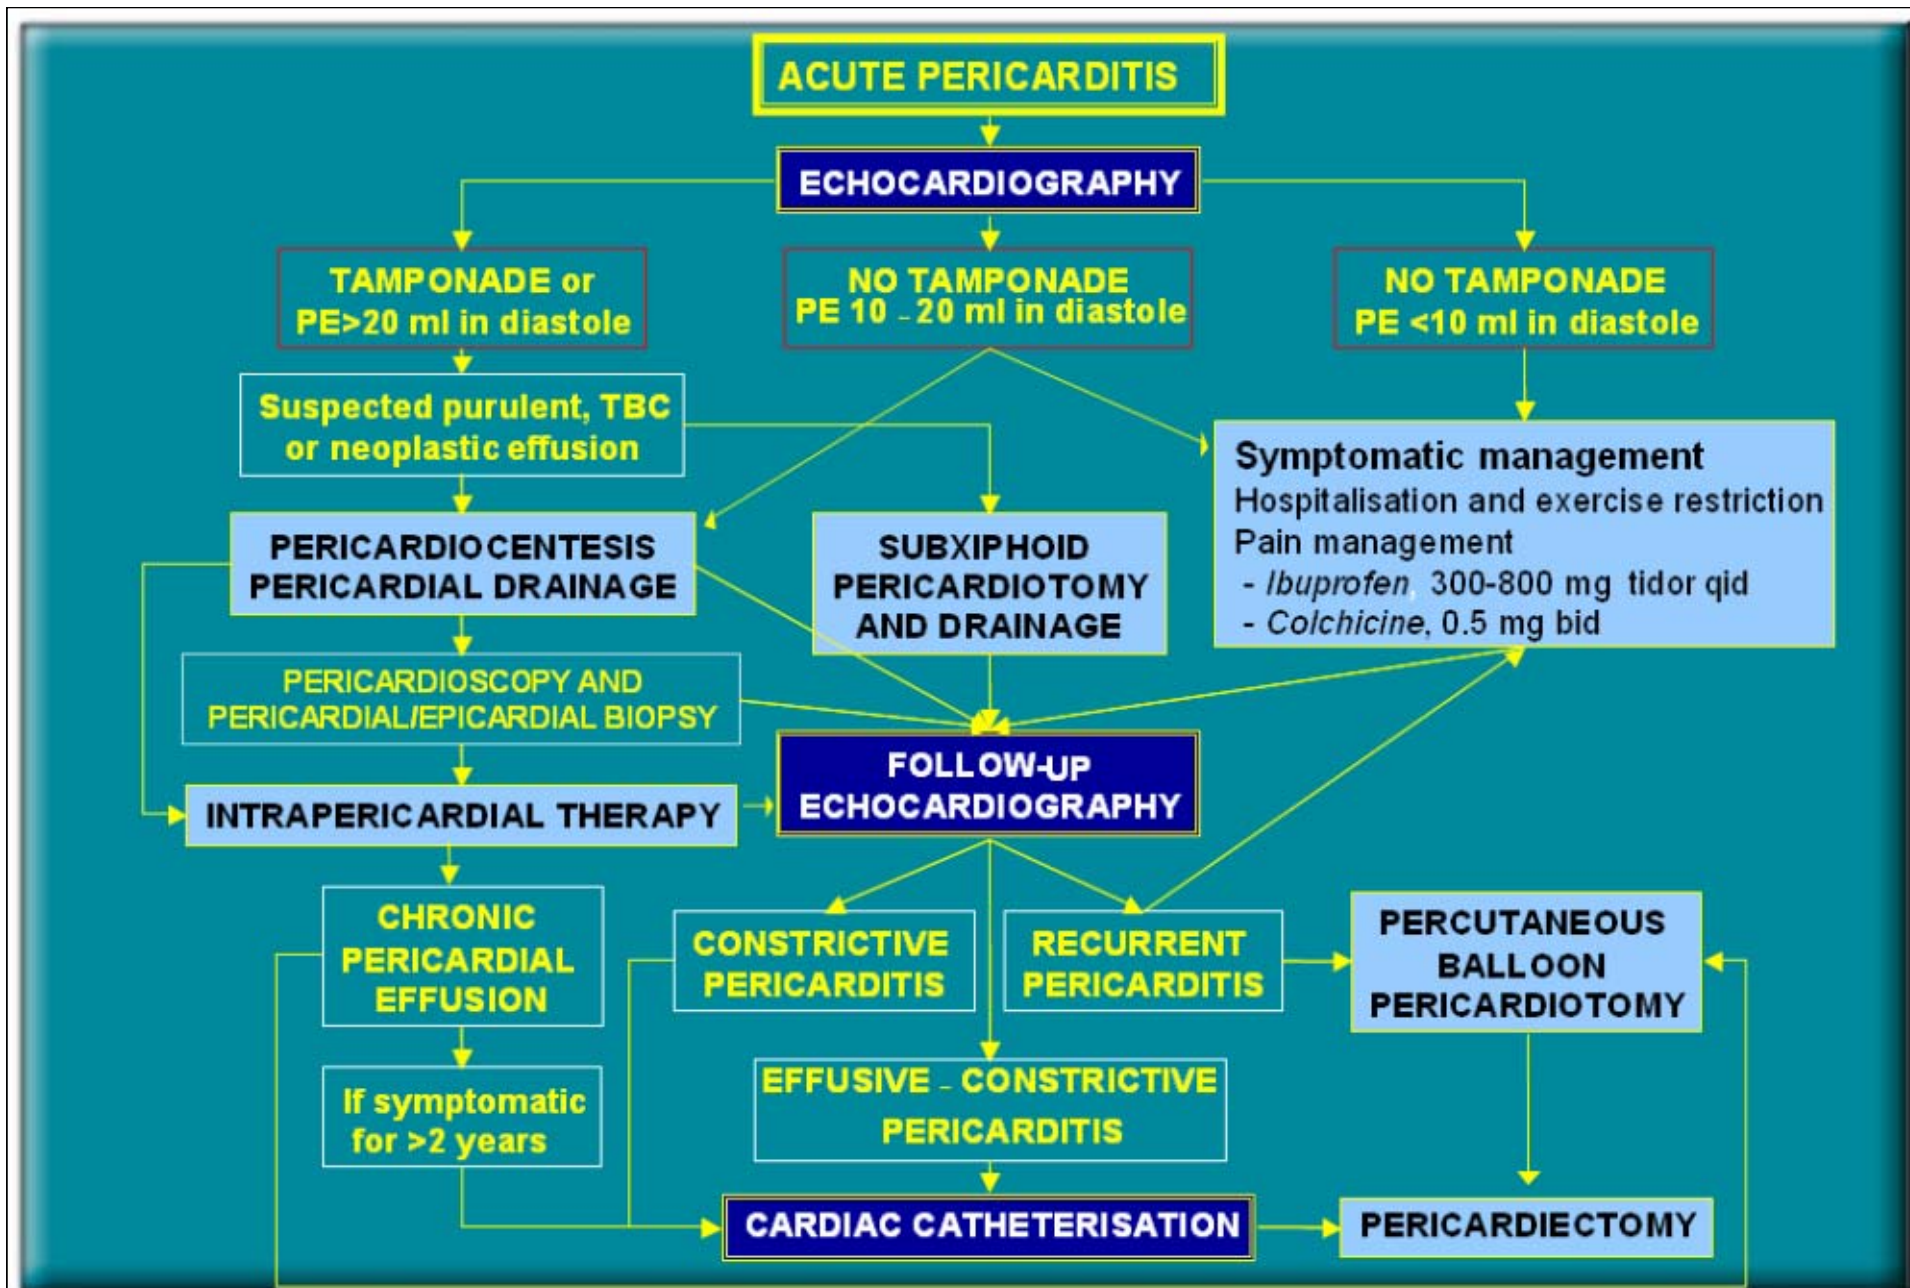 ACUTE PERICARDITIS
ECHOCARDIOGRAPHY
TAMPONADE or
PE>20 ml in diastole
NO TAMPONADE
PE 10 - 20 ml in diastole
NO TAMPONADE
PE <10 ml in diastole
Suspected purulent, TBC
or neoplastic effusion
Symptomatic management
Hospitalisation and exercise restriction
Pain management
- Ibuprofen, 300-800 mg tidor qid
- Colchicine, 0.5 mg bid
PERICARDIOCENTESIS
PERICARDIAL DRAINAGE
SUBXIPHOID
PERICARDIOTOMY
AND DRAINAGE
PERICARDIOSCOPY AND
PERICARDIAL/EPICARDIAL BIOPSY
FOLLOW-UP
ECHOCARDIOGRAPHY
INTRAPERICARDIAL THERAPY
CHRONIC
PERICARDIAL
EFFUSION
CONSTRICTIVE
PERICARDITIS
RECURRENT
PERICARDITIS
PERCUTANEOUS
BALLOON
PERICARDIOTOMY
If symptomatic
for >2 years
EFFUSIVE - CONSTRICTIVE
PERICARDITIS
CARDIAC CATHETERISATION
PERICARDIECTOMY